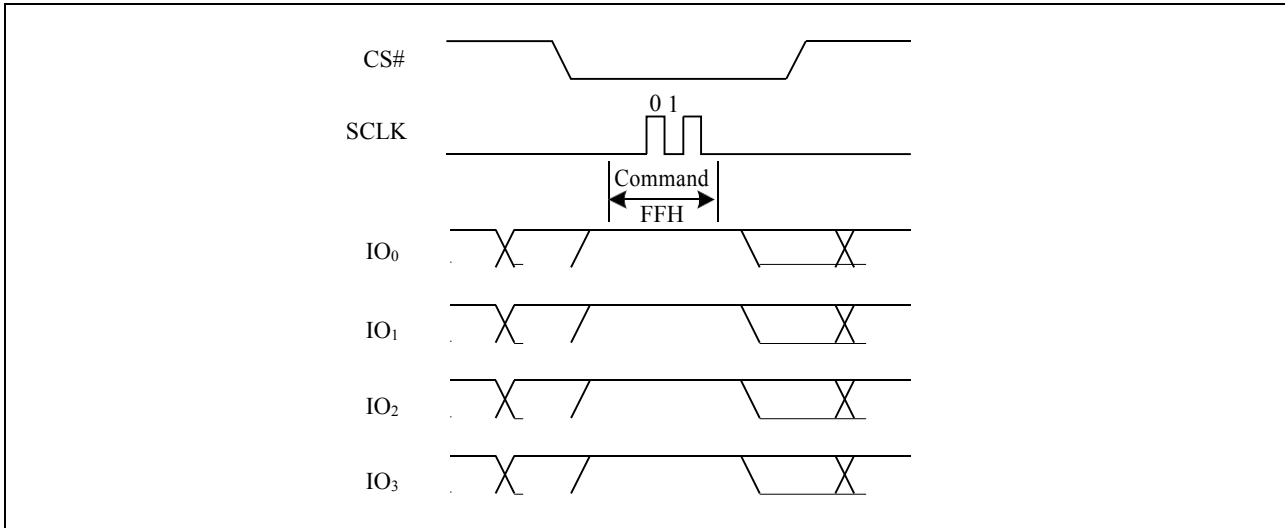 CS#
0 1
SCLK
Command
FFH
IO₀
IO₁
IO₂
IO₃